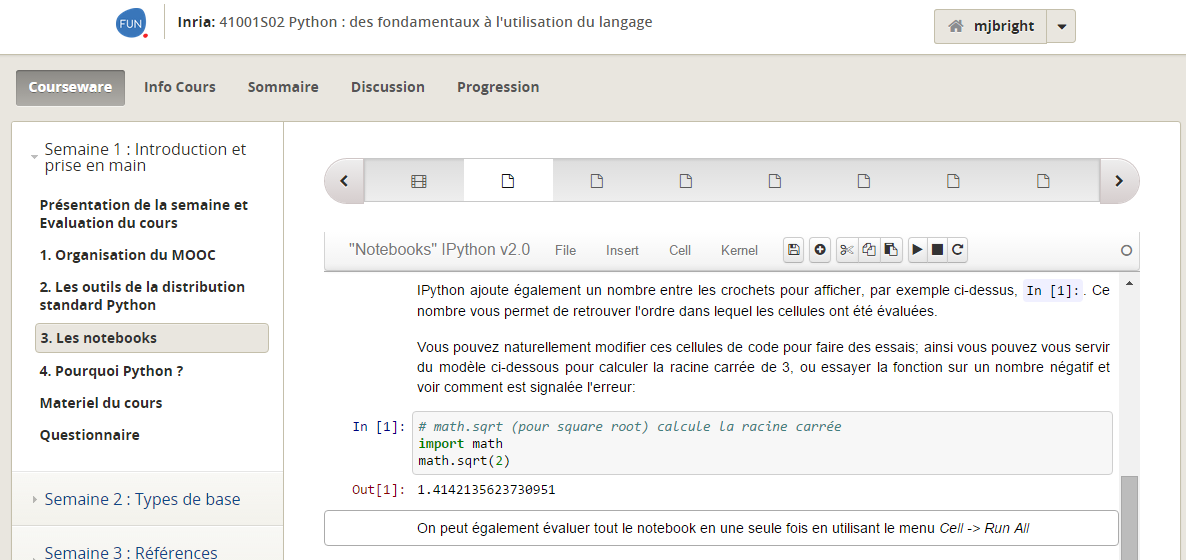 FUN
Inria: 41001S02 Python : des fondamentaux à l'utilisation du langage
mjbright
Courseware
Info Cours
Sommaire
Discussion
Progression
Semaine 1 : Introduction et
prise en main
Présentation de la semaine et
Evaluation du cours
1. Organisation du MOOC
2. Les outils de la distribution
standard Python
3. Les notebooks
4. Pourquoi Python ?
Materiel du cours
Questionnaire
Semaine 2 : Types de base
Semaine 3 : Références
"Notebooks" IPython v2.0
File
Insert
Cell
Kernel
IPython ajoute également un nombre entre les crochets pour afficher, par exemple ci-dessus, In [1]:. Ce
nombre vous permet de retrouver l'ordre dans lequel les cellules ont été évaluées.
Vous pouvez naturellement modifier ces cellules de code pour faire des essais; ainsi vous pouvez vous servir
du modèle ci-dessous pour calculer la racine carrée de 3, ou essayer la fonction sur un nombre négatif et
voir comment est signalée l'erreur:
In [1]: # math.sqrt (pour square root) calcule la racine carrée
import math
math.sqrt(2)
Out[1]: 1.4142135623730951
On peut également évaluer tout le notebook en une seule fois en utilisant le menu Cell -> Run All